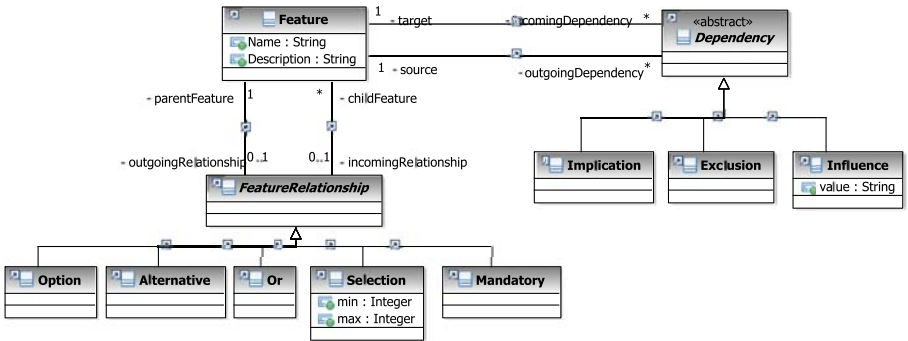 Feature
Name : String
Description : String
1
target
incomingDependency
*
1
source
outgoingDependency
*
«abstract»
Dependency
parentFeature
1
*
childFeature
outgoingRelationship
0..1
0..1
incomingRelationship
FeatureRelationship
Implication
Exclusion
Influence
value : String
Option
Alternative
Or
Selection
min : Integer
max : Integer
Mandatory